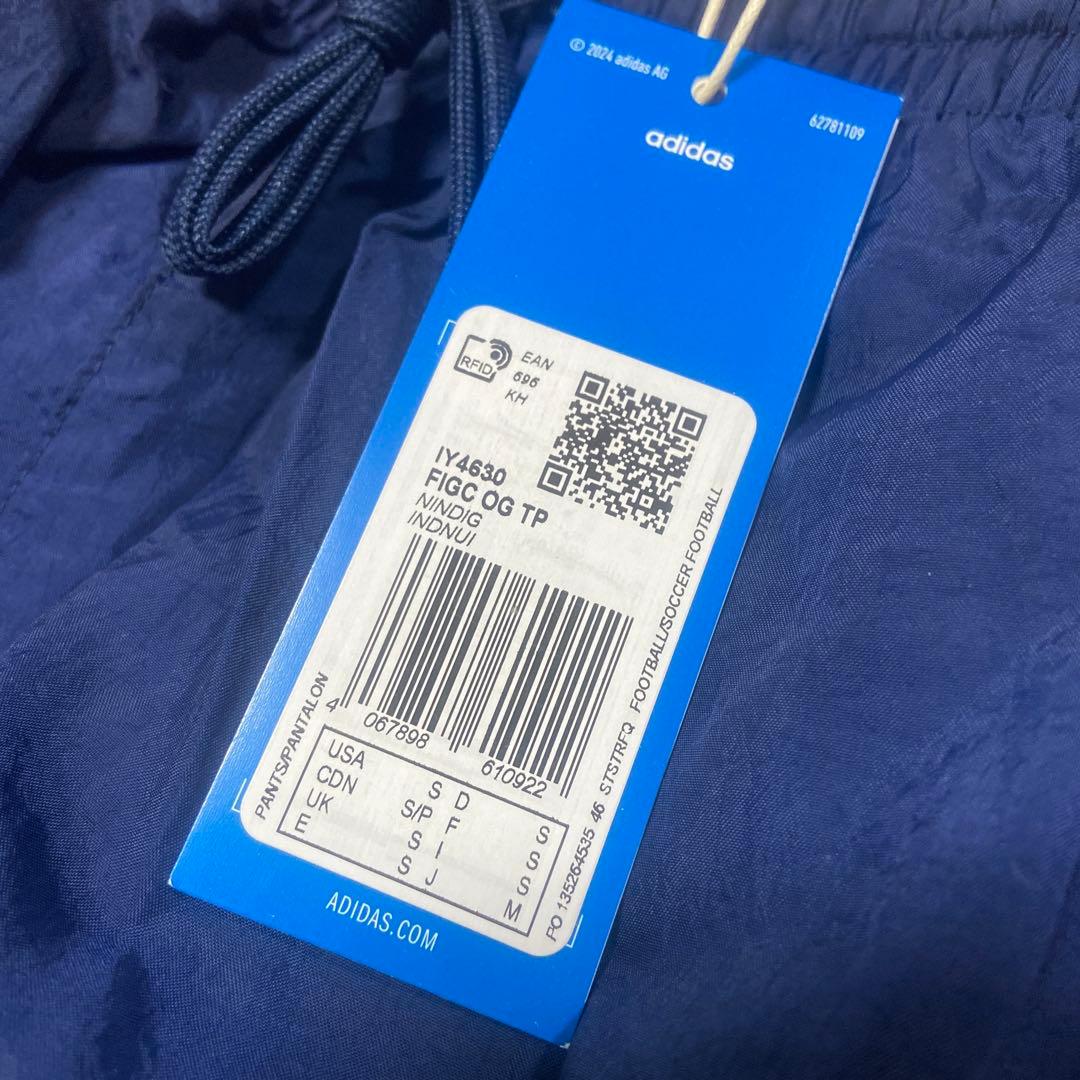 © 2024 adidas AG
62781109
adidas
RFID
EAN
696
KH
IY4630
FIGC OG TP
NINDIG
INDNUI
4 067898 610922
PANTS/PANTALON
FOOTBALL/SOCCER FOOTBALL
PO 135264535 46 STSTRFQ
USA S D S
CDN S/P F S
UK S I S
E S J M
ADIDAS.COM